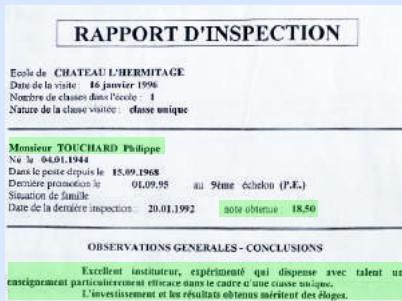 RAPPORT D'INSPECTION
Ecole de CHATEAU L'HERMITAGE
Date de la visite : 16 janvier 1996
Nombre de classes dans l'école : 1
Nature de la classe visitée : classe unique
Monsieur TOUCHARD Philippe
Né le 04.01.1944
Dans le poste depuis le 15.09.1968
Dernière promotion le 01.09.95 au 9ème échelon (P.E.)
Situation de famille
Date de la dernière inspection : 20.01.1992 note obtenue : 18,50
OBSERVATIONS GENERALES - CONCLUSIONS
Excellent instituteur, expérimenté qui dispense avec talent un
enseignement particulièrement efficace dans le cadre d'une classe unique.
L'investissement et les résultats obtenus méritent des éloges.